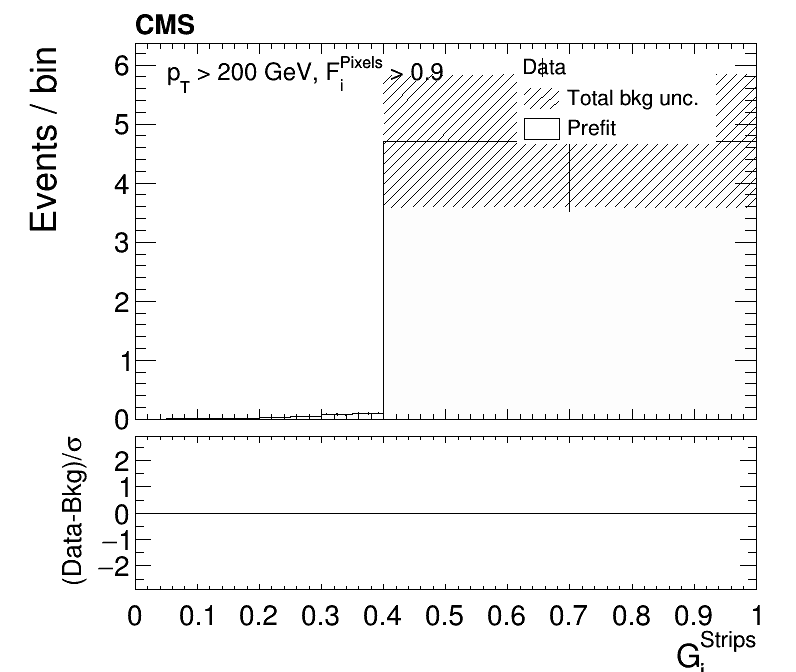 CMS
p_T > 200 GeV, F_i^Pixels > 0.9
Data
Total bkg unc.
Prefit
Events / bin
6
5
4
3
2
1
0
(Data-Bkg)/σ
2
1
0
−1
−2
0 0.1 0.2 0.3 0.4 0.5 0.6 0.7 0.8 0.9 1
G_i^Strips